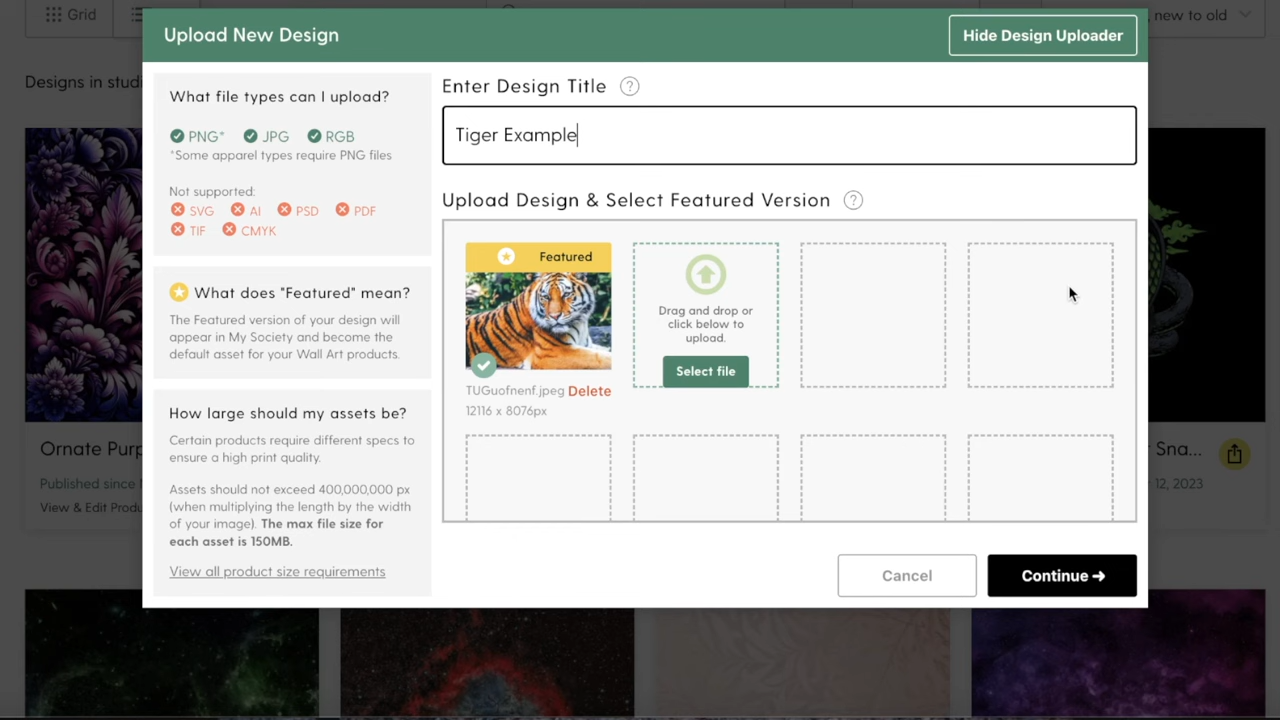 Grid
new to old
Upload New Design
Hide Design Uploader
Designs in studi
What file types can I upload?
PNG*
JPG
RGB
*Some apparel types require PNG files
Not supported:
SVG
AI
PSD
PDF
TIF
CMYK
What does "Featured" mean?
The Featured version of your design will
appear in My Society and become the
default asset for your Wall Art products.
How large should my assets be?
Certain products require different specs to
ensure a high print quality.
Assets should not exceed 400,000,000 px
(when multiplying the length by the width
of your image). The max file size for
each asset is 150MB.
View all product size requirements
Enter Design Title ?
Tiger Example
Upload Design & Select Featured Version ?
Featured
TUGuofnenf.jpeg Delete
12116 x 8076px
Drag and drop or
click below to
upload.
Select file
Cancel
Continue →
Ornate Purp
Published since
View & Edit Produ
Sna...
12, 2023